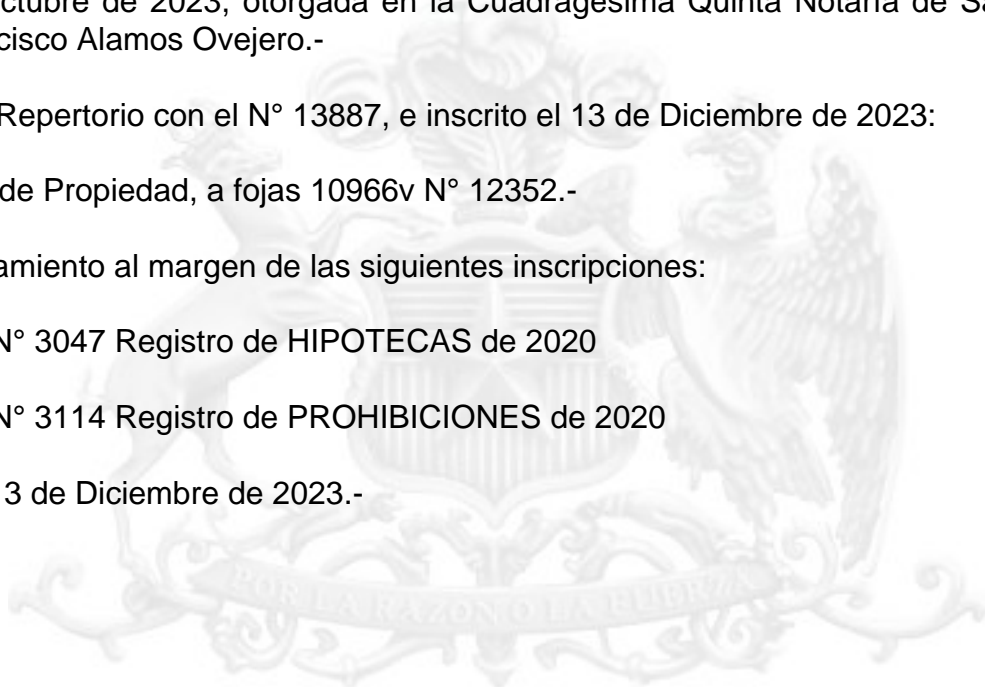 ctubre de 2023, otorgada en la Cuadragésima Quinta Notaría de Sa
cisco Alamos Ovejero.-
Repertorio con el N° 13887, e inscrito el 13 de Diciembre de 2023:
de Propiedad, a fojas 10966v N° 12352.-
amiento al margen de las siguientes inscripciones:
N° 3047 Registro de HIPOTECAS de 2020
N° 3114 Registro de PROHIBICIONES de 2020
3 de Diciembre de 2023.-
POR LA RAZON O LA FUERZA